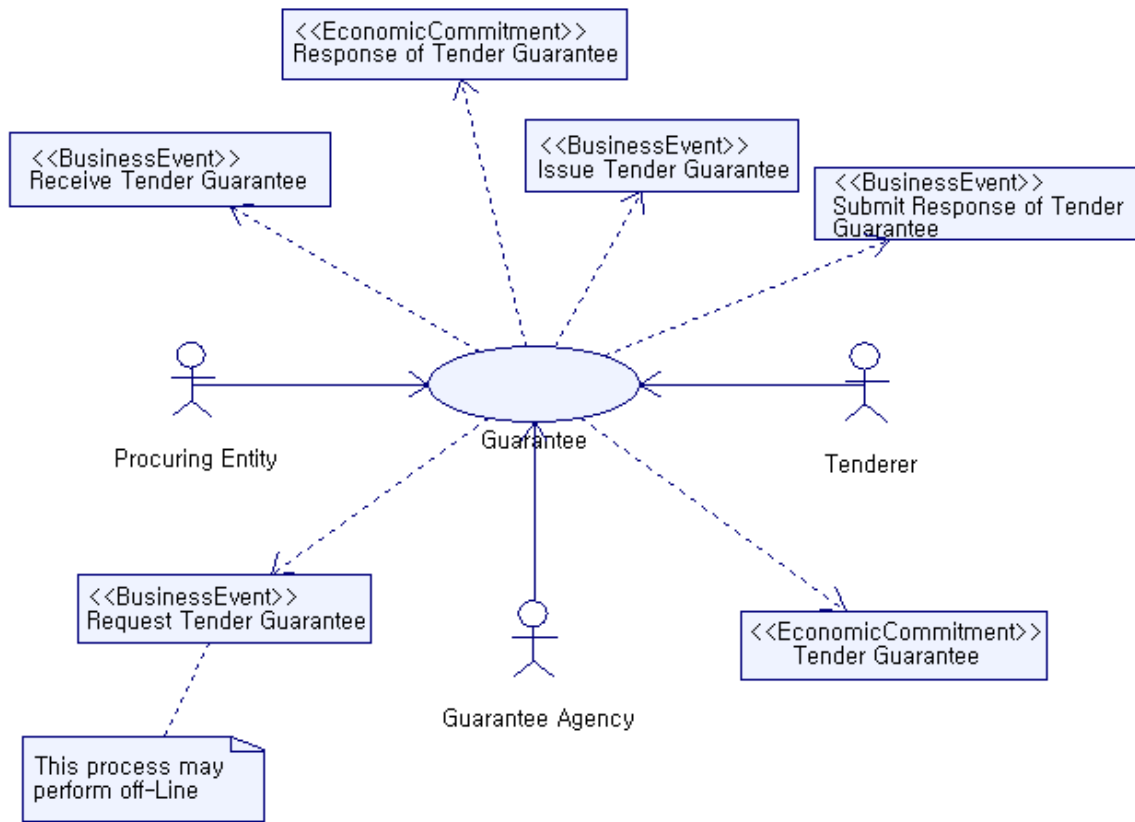 <<EconomicCommitment>>
Response of Tender Guarantee
<<BusinessEvent>>
Receive Tender Guarantee
<<BusinessEvent>>
Issue Tender Guarantee
<<BusinessEvent>>
Submit Response of Tender
Guarantee
Procuring Entity
Guarantee
Tenderer
<<BusinessEvent>>
Request Tender Guarantee
<<EconomicCommitment>>
Tender Guarantee
Guarantee Agency
This process may
perform off-Line